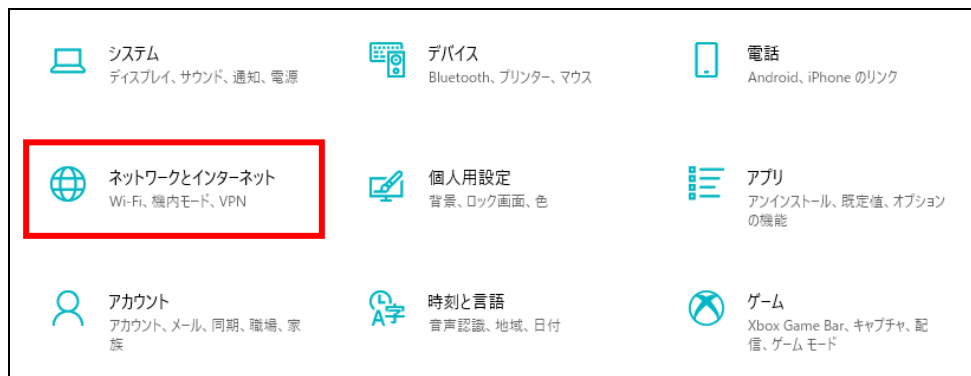 システム
ディスプレイ、サウンド、通知、電源
デバイス
Bluetooth、プリンター、マウス
電話
Android、iPhone のリンク
ネットワークとインターネット
Wi-Fi、機内モード、VPN
個人用設定
背景、ロック画面、色
アプリ
アンインストール、既定値、オプション
の機能
アカウント
アカウント、メール、同期、職場、家
族
時刻と言語
音声認識、地域、日付
ゲーム
Xbox Game Bar、キャプチャ、配
信、ゲーム モード